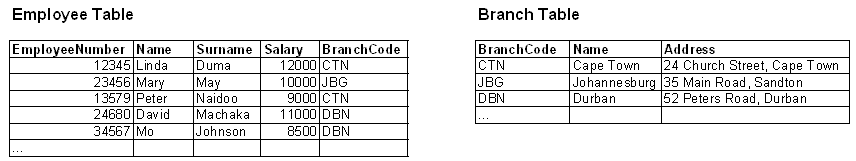 Employee Table
EmployeeNumber Name Surname Salary BranchCode
12345 Linda Duma 12000 CTN
23456 Mary May 10000 JBG
13579 Peter Naidoo 9000 CTN
24680 David Machaka 11000 DBN
34567 Mo Johnson 8500 DBN
...
Branch Table
BranchCode Name Address
CTN Cape Town 24 Church Street, Cape Town
JBG Johannesburg 35 Main Road, Sandton
DBN Durban 52 Peters Road, Durban
...